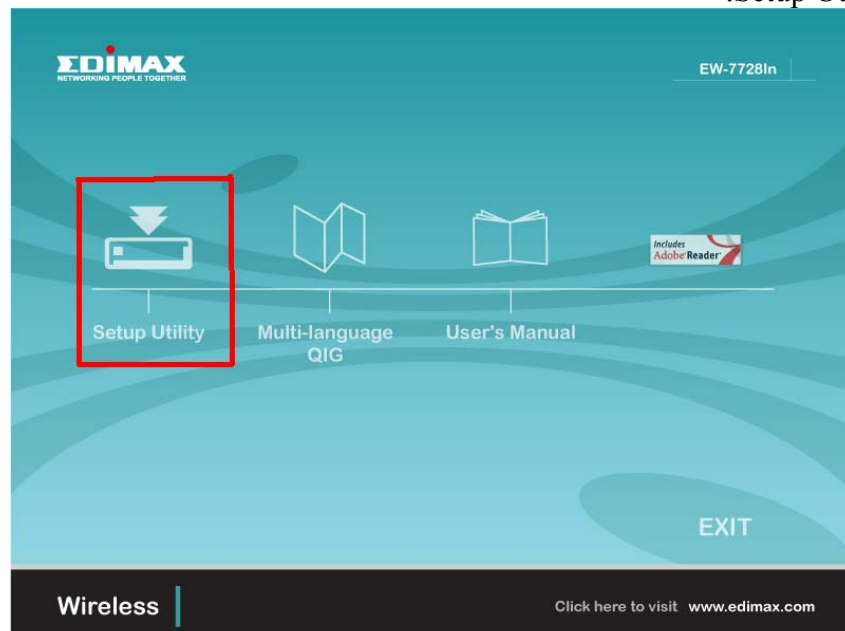 EDIMAX
NETWORKING PEOPLE TOGETHER
EW-7728In
Includes
Adobe Reader
Setup Utility
Multi-language
QIG
User's Manual
EXIT
Wireless
Click here to visit www.edimax.com